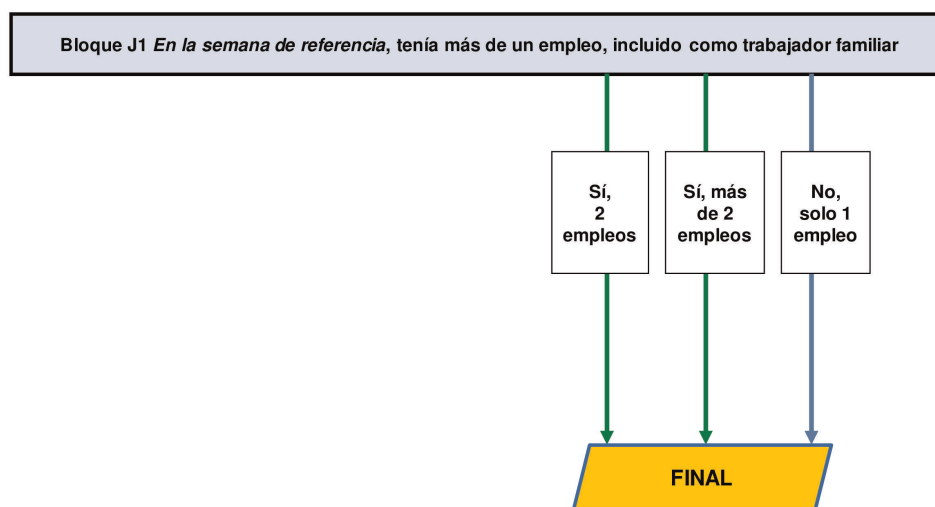 Bloque J1 En la semana de referencia, tenía más de un empleo, incluido como trabajador familiar
Sí,
2
empleos
Sí, más
de 2
empleos
No,
solo 1
empleo
FINAL